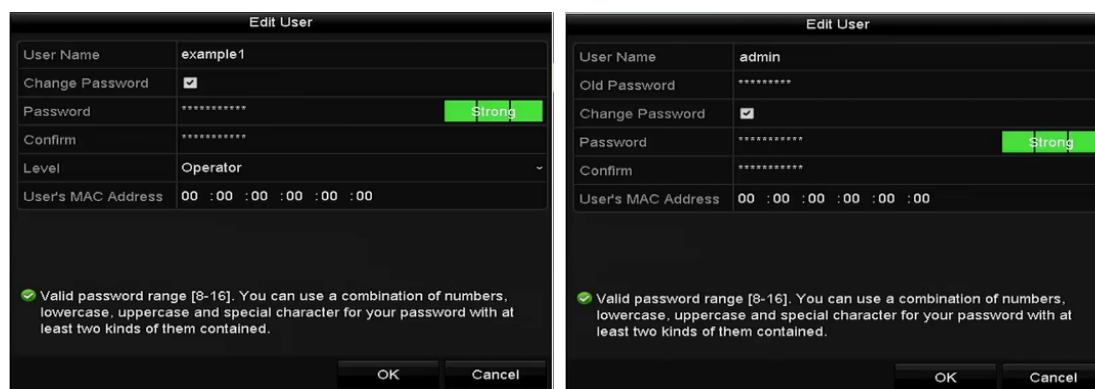 Edit User
User Name example1
Change Password
Password *********** Strong
Confirm ***********
Level Operator
User's MAC Address 00 :00 :00 :00 :00 :00
Valid password range [8-16]. You can use a combination of numbers,
lowercase, uppercase and special character for your password with at
least two kinds of them contained.
OK Cancel
Edit User
User Name admin
Old Password *********
Change Password
Password *********** Strong
Confirm ***********
User's MAC Address 00 :00 :00 :00 :00 :00
Valid password range [8-16]. You can use a combination of numbers,
lowercase, uppercase and special character for your password with at
least two kinds of them contained.
OK Cancel